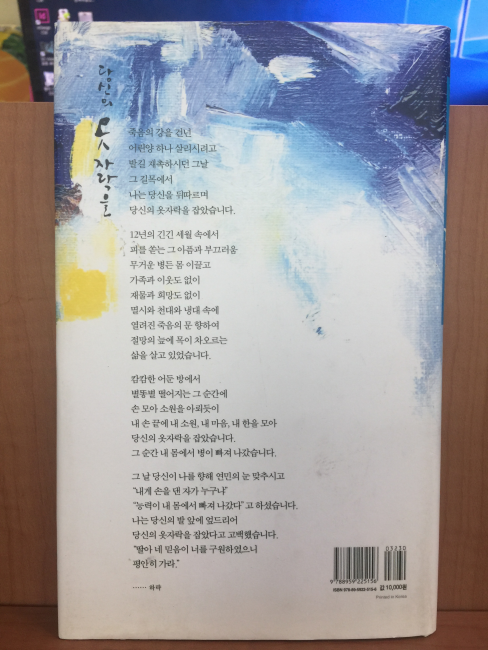 당신의
옷자락을
죽음의 강을 건넌
어린양 하나 살리시려고
발길 재촉하시던 그날
그 길목에서
나는 당신을 뒤따르며
당신의 옷자락을 잡았습니다.
12년의 긴긴 세월 속에서
피를 쏟는 그 아픔과 부끄러움
무거운 병든 몸 이끌고
가족과 이웃도 없이
재물과 희망도 없이
멸시와 천대와 냉대 속에
열려진 죽음의 문 향하여
절망의 늪에 목이 차오르는
삶을 살고 있었습니다.
캄캄한 어둔 방에서
별똥별 떨어지는 그 순간에
손 모아 소원을 아뢰듯이
내 손 끝에 내 소원, 내 마음, 내 한을 모아
당신의 옷자락을 잡았습니다.
그 순간 내 몸에서 병이 빠져 나갔습니다.
그 날 당신이 나를 향해 연민의 눈 맞추시고
“내게 손을 댄 자가 누구냐”
“능력이 내 몸에서 빠져 나갔다” 고 하셨습니다.
나는 당신의 발 앞에 엎드리어
당신의 옷자락을 잡았다고 고백했습니다.
“딸아 네 믿음이 너를 구원하였으니
평안히 가라.”
······ 하략
03230
9 788959 225156
ISBN 978-89-5922-515-6 값 10,000원
Printed in Korea